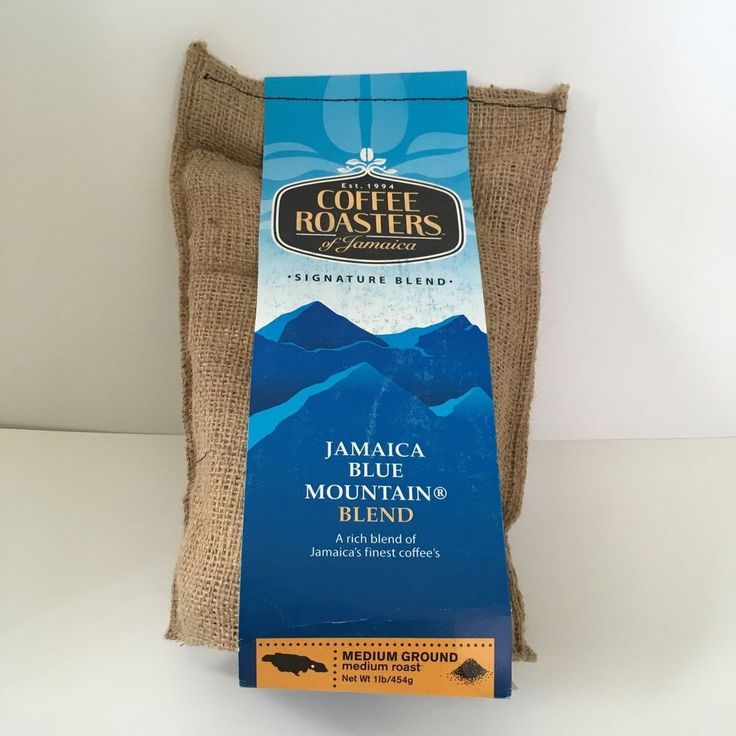 Est. 1994
COFFEE
ROASTERS
of Jamaica
·SIGNATURE BLEND·
JAMAICA
BLUE
MOUNTAIN®
BLEND
A rich blend of
Jamaica's finest coffee's
MEDIUM GROUND
medium roast
Net Wt 1lb/454g